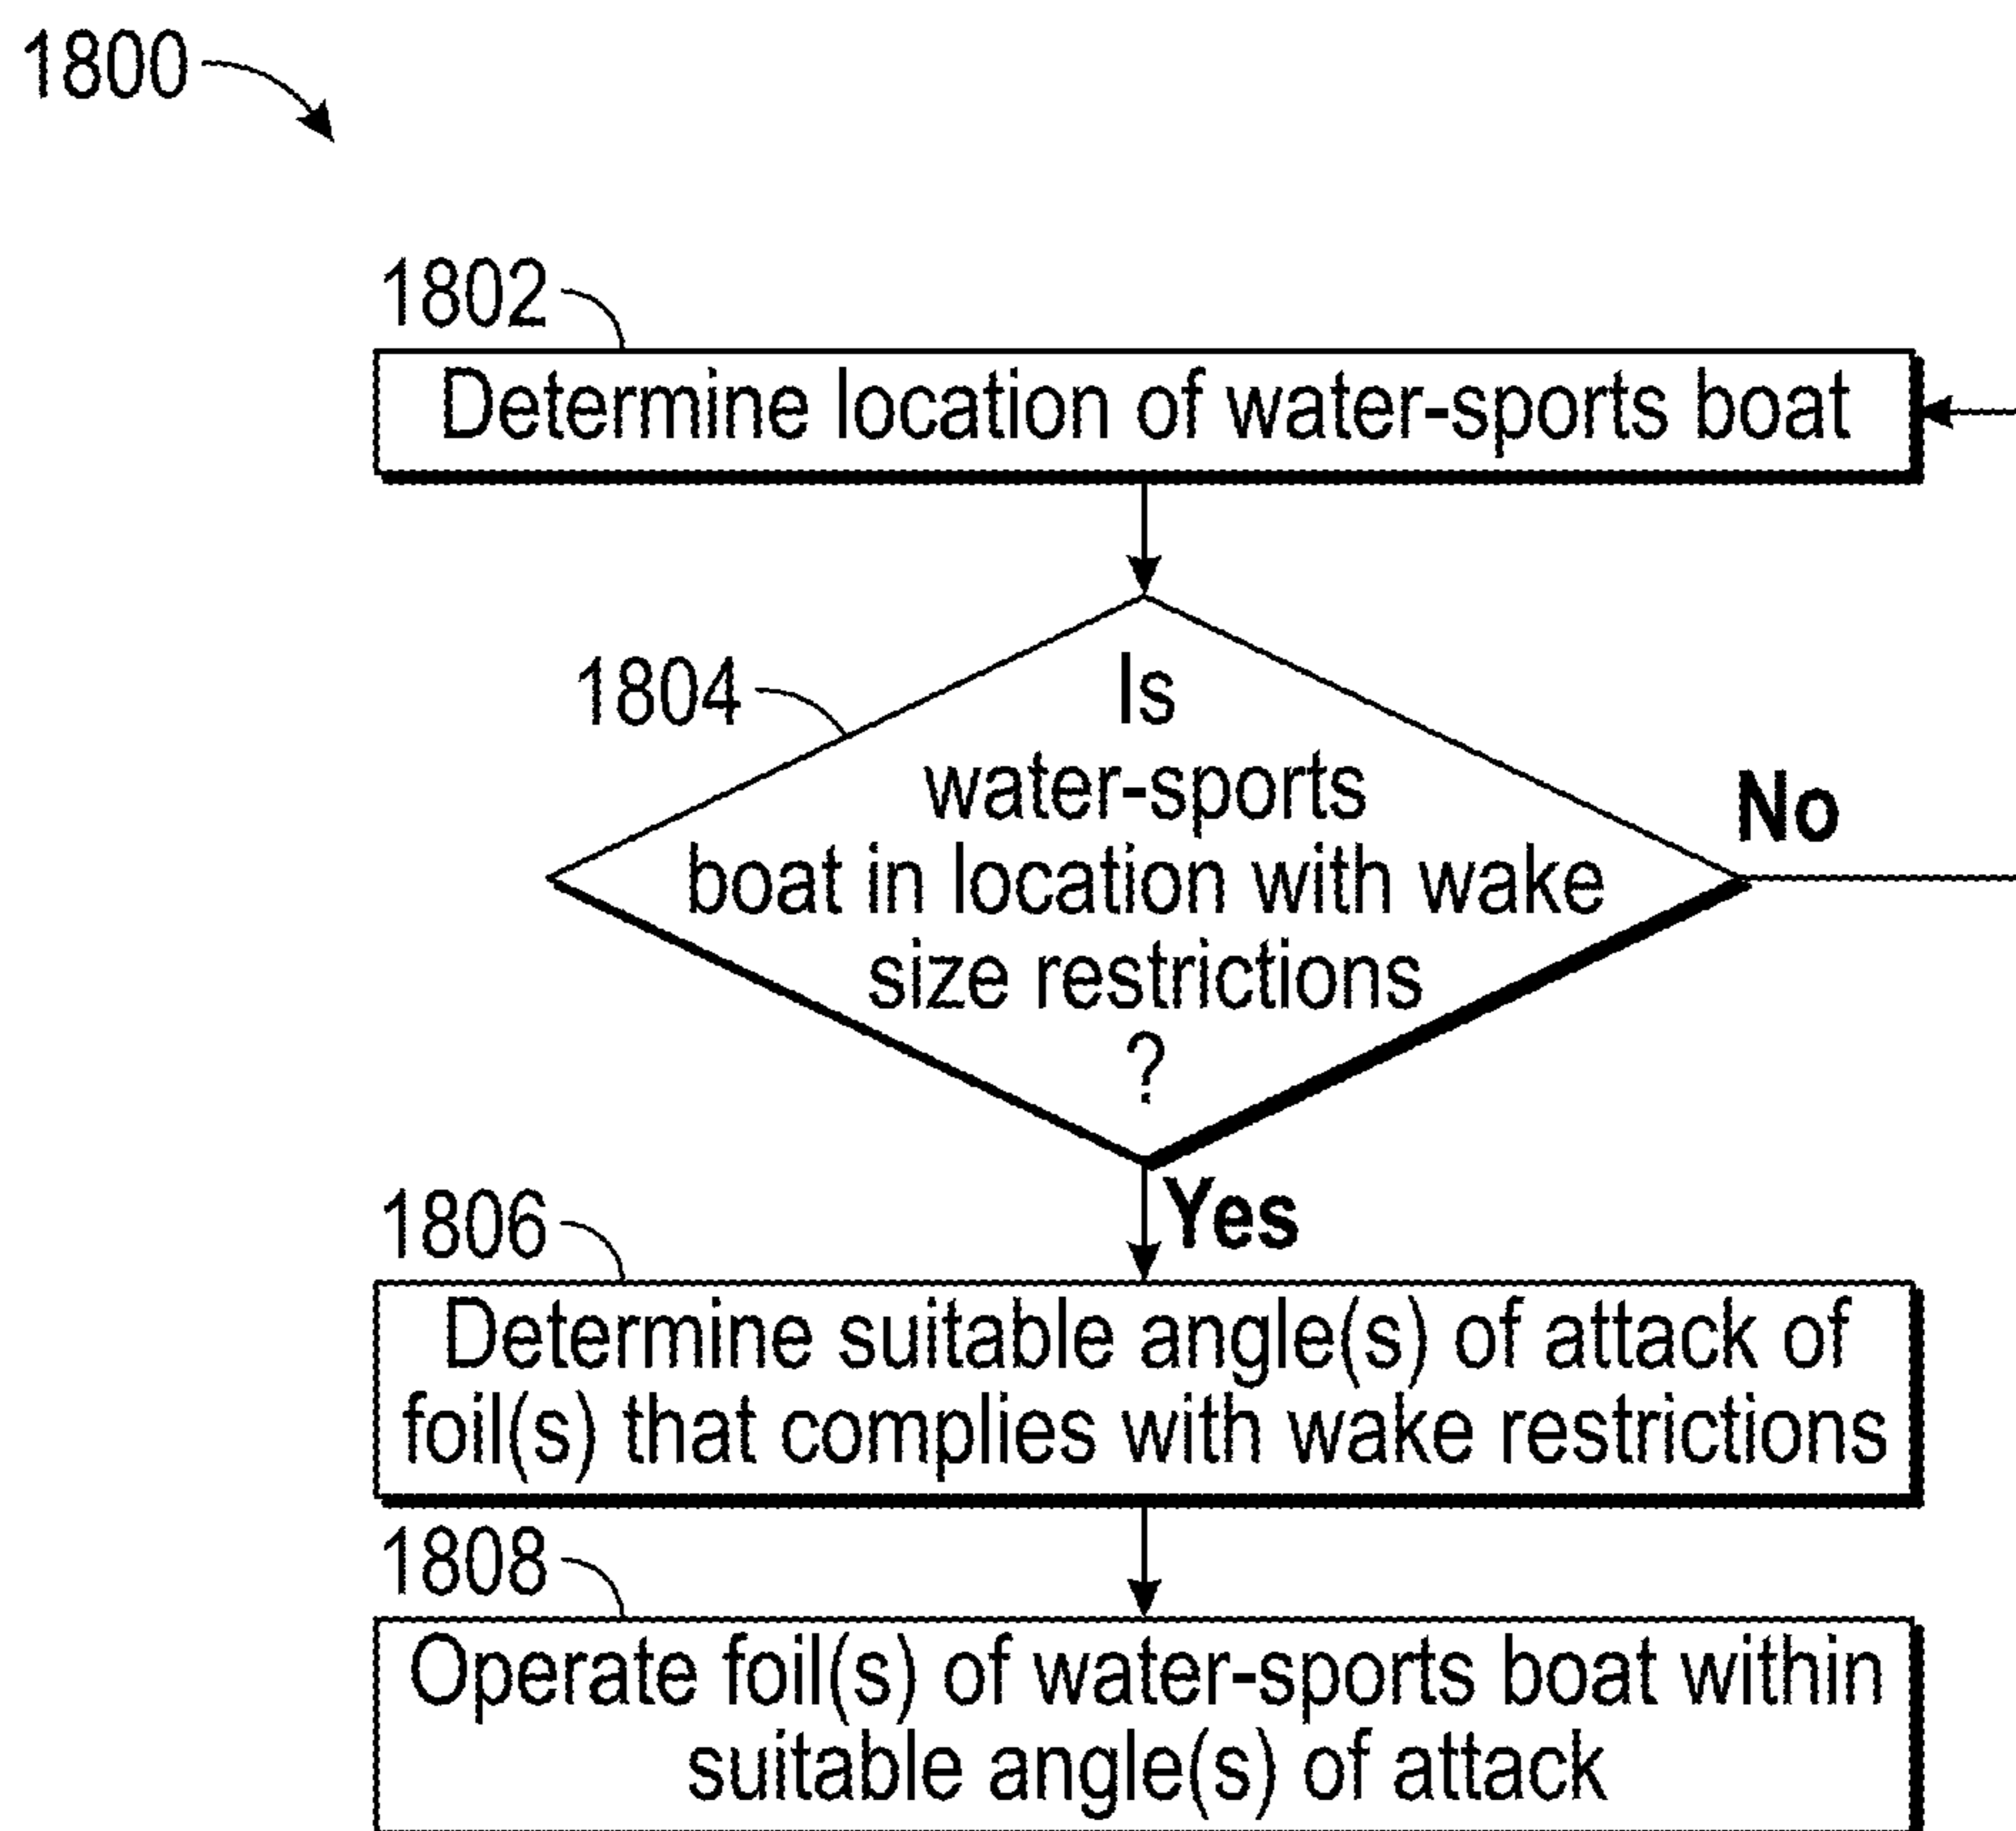 1800
1802
Determine location of water-sports boat
1804
Is
water-sports
boat in location with wake
size restrictions
?
No
Yes
1806
Determine suitable angle(s) of attack of
foil(s) that complies with wake restrictions
1808
Operate foil(s) of water-sports boat within
suitable angle(s) of attack